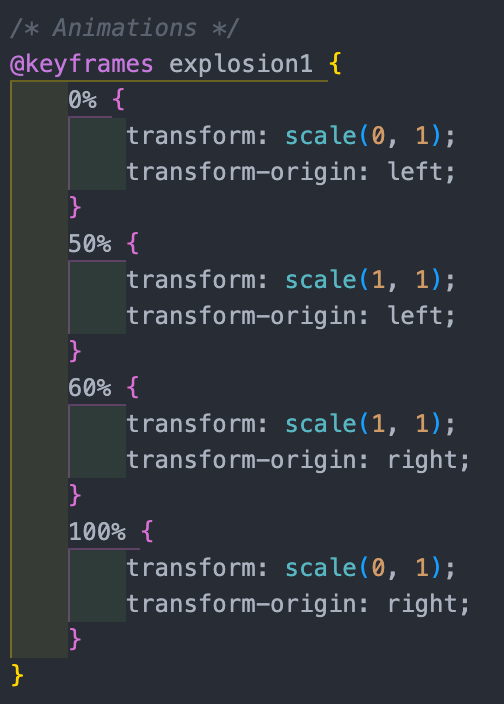 /* Animations */
@keyframes explosion1 {
    0% {
        transform: scale(0, 1);
        transform-origin: left;
    }
    50% {
        transform: scale(1, 1);
        transform-origin: left;
    }
    60% {
        transform: scale(1, 1);
        transform-origin: right;
    }
    100% {
        transform: scale(0, 1);
        transform-origin: right;
    }
}